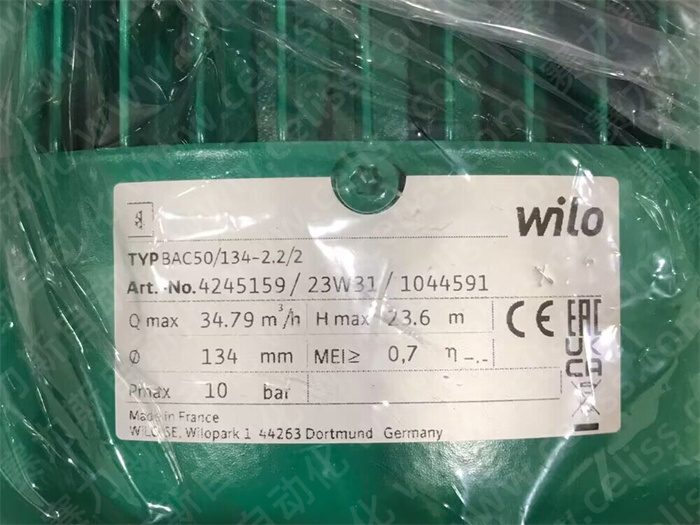 wilo
TYP BAC50/134-2.2/2
Art.-No. 4245159 / 23W31 / 1044591
Q max 34.79 m³/h H max 23.6 m
Ø 134 mm MEI≥ 0,7 η -.-
Pmax 10 bar
CE EAC
UKCA
Made in France
WILO SE, Wilopark 1 44263 Dortmund Germany